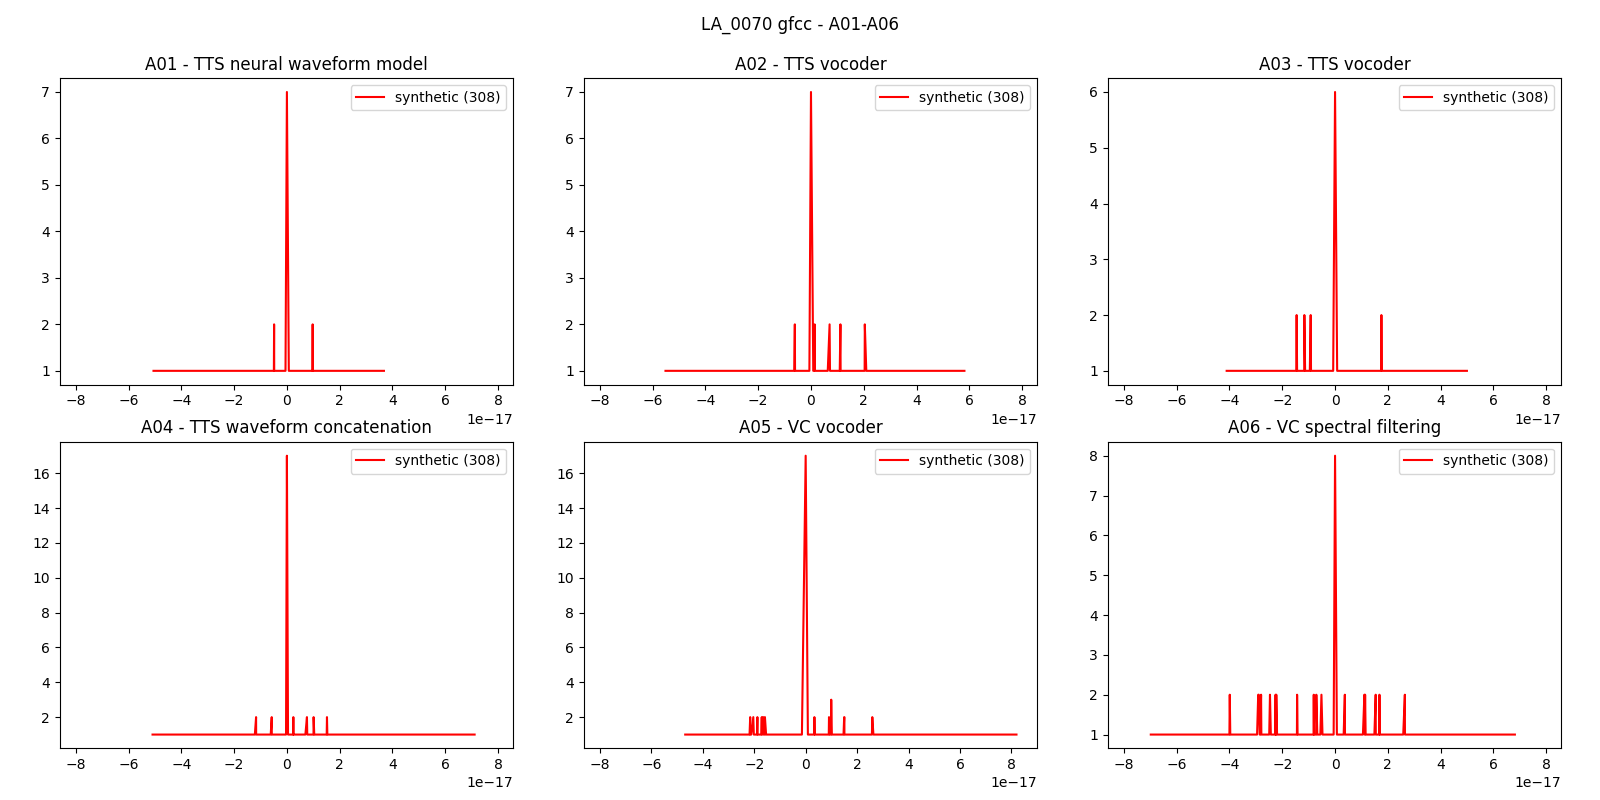 LA_0070 gfcc - A01-A06
A01 - TTS neural waveform model
A02 - TTS vocoder
A03 - TTS vocoder
synthetic (308)
synthetic (308)
synthetic (308)
7
6
5
4
3
2
1
7
6
5
4
3
2
1
6
5
4
3
2
1
−8 −6 −4 −2 0 2 4 6 8
−8 −6 −4 −2 0 2 4 6 8
−8 −6 −4 −2 0 2 4 6 8
1e−17
1e−17
1e−17
A04 - TTS waveform concatenation
A05 - VC vocoder
A06 - VC spectral filtering
synthetic (308)
synthetic (308)
synthetic (308)
16
14
12
10
8
6
4
2
16
14
12
10
8
6
4
2
8
7
6
5
4
3
2
1
−8 −6 −4 −2 0 2 4 6 8
−8 −6 −4 −2 0 2 4 6 8
−8 −6 −4 −2 0 2 4 6 8
1e−17
1e−17
1e−17